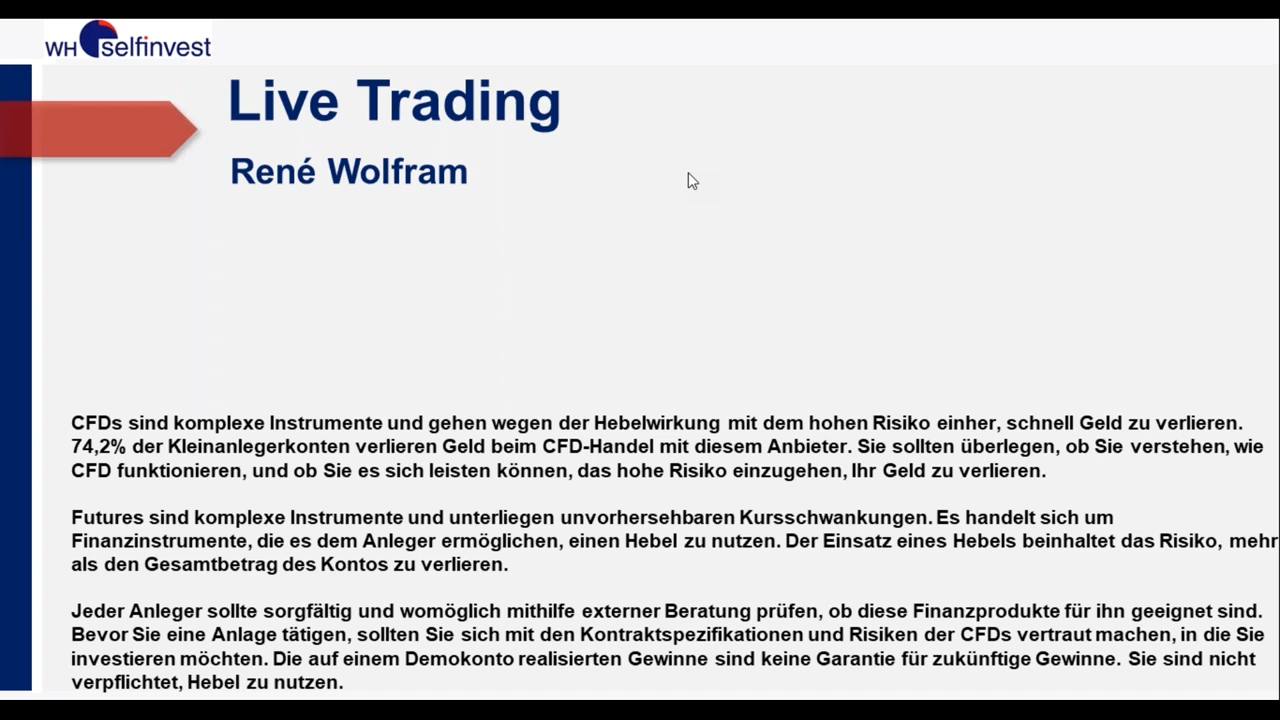 WH selfinvest
Live Trading
René Wolfram
CFDs sind komplexe Instrumente und gehen wegen der Hebelwirkung mit dem hohen Risiko einher, schnell Geld zu verlieren.
74,2% der Kleinanlegerkonten verlieren Geld beim CFD-Handel mit diesem Anbieter. Sie sollten überlegen, ob Sie verstehen, wie
CFD funktionieren, und ob Sie es sich leisten können, das hohe Risiko einzugehen, Ihr Geld zu verlieren.
Futures sind komplexe Instrumente und unterliegen unvorhersehbaren Kursschwankungen. Es handelt sich um
Finanzinstrumente, die es dem Anleger ermöglichen, einen Hebel zu nutzen. Der Einsatz eines Hebels beinhaltet das Risiko, mehr
als den Gesamtbetrag des Kontos zu verlieren.
Jeder Anleger sollte sorgfältig und womöglich mithilfe externer Beratung prüfen, ob diese Finanzprodukte für ihn geeignet sind.
Bevor Sie eine Anlage tätigen, sollten Sie sich mit den Kontraktspezifikationen und Risiken der CFDs vertraut machen, in die Sie
investieren möchten. Die auf einem Demokonto realisierten Gewinne sind keine Garantie für zukünftige Gewinne. Sie sind nicht
verpflichtet, Hebel zu nutzen.